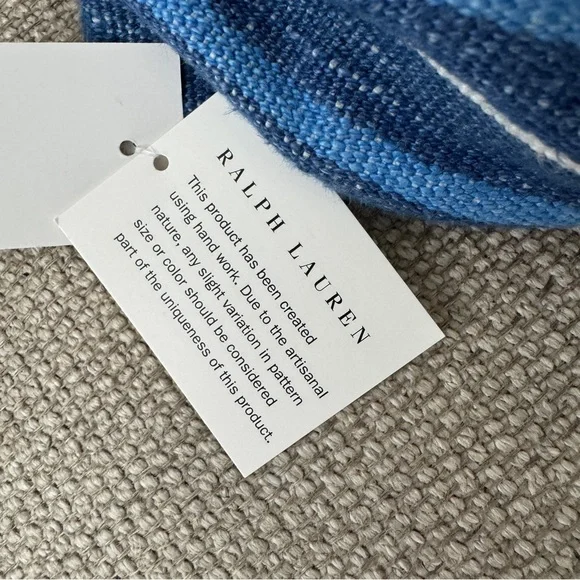 RALPH LAUREN
This product has been created
using hand work. Due to the artisanal
nature, any slight variation in pattern
size or color should be considered
part of the uniqueness of this product.